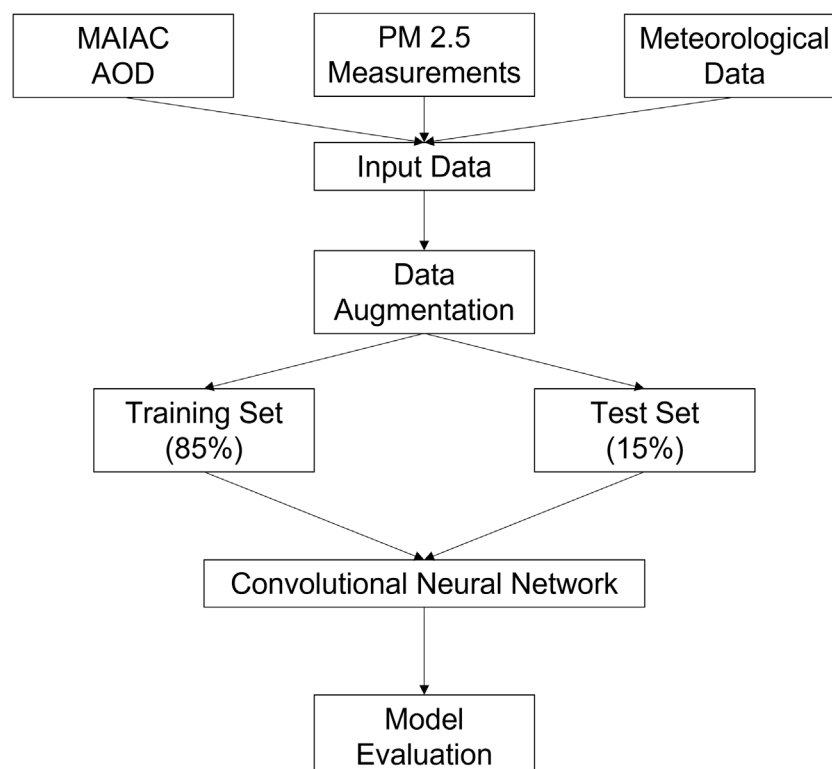 MAIAC
AOD
PM 2.5
Measurements
Meteorological
Data
Input Data
Data
Augmentation
Training Set
(85%)
Test Set
(15%)
Convolutional Neural Network
Model
Evaluation